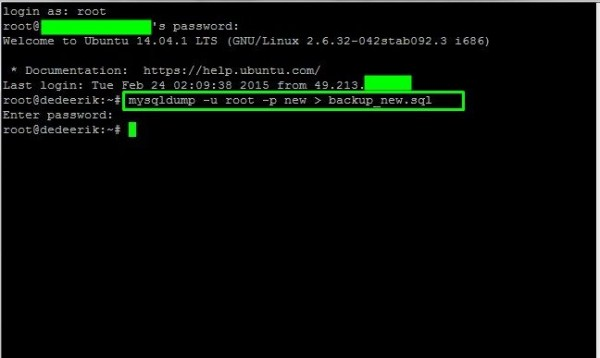 login as: root
root@ 's password:
Welcome to Ubuntu 14.04.1 LTS (GNU/Linux 2.6.32-042stab092.3 i686)
* Documentation: https://help.ubuntu.com/
Last login: Tue Feb 24 02:09:38 2015 from 49.213.
root@dedeerik:~# mysqldump -u root -p new > backup_new.sql
Enter password:
root@dedeerik:~#